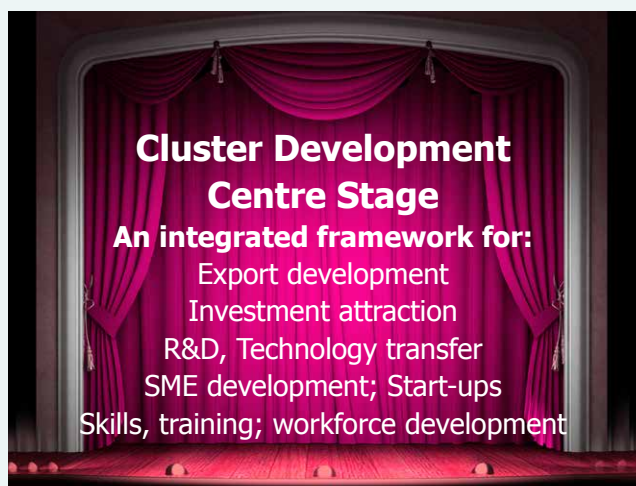 Cluster Development
Centre Stage
An integrated framework for:
Export development
Investment attraction
R&D, Technology transfer
SME development; Start-ups
Skills, training; workforce development